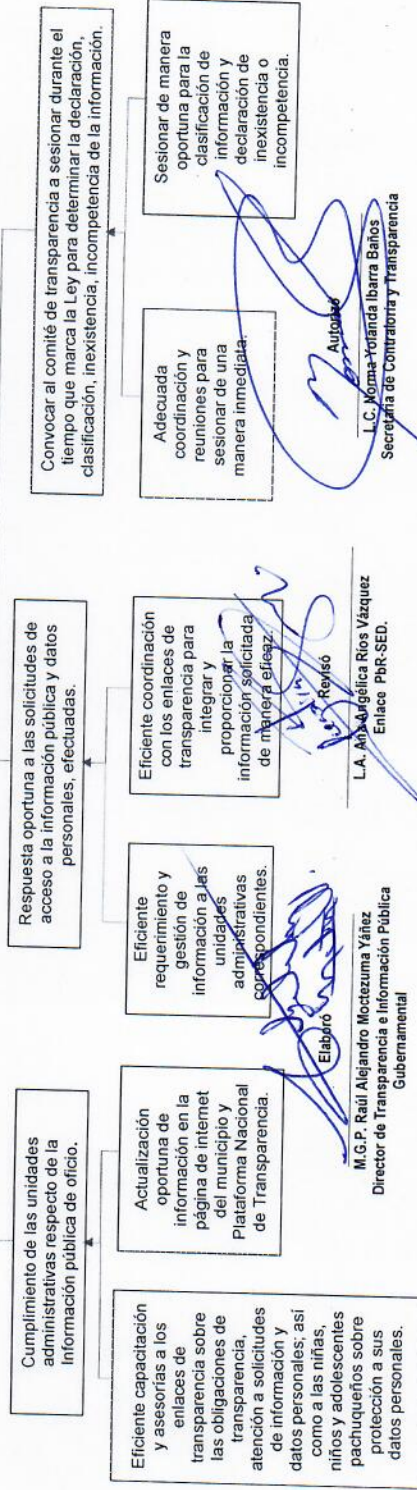 Cumplimiento de las unidades
administrativas respecto de la
Información pública de oficio.
Respuesta oportuna a las solicitudes de
acceso a la información pública y datos
personales, efectuadas.
Convocar al comité de transparencia a sesionar durante el
tiempo que marca la Ley para determinar la declaración,
clasificación, inexistencia, incompetencia de la información.
Eficiente capacitación
y asesorías a los
enlaces de
transparencia sobre
las obligaciones de
transparencia,
atención a solicitudes
de información y
datos personales; así
como a las niñas,
niños y adolescentes
pachuqueños sobre
protección a sus
datos personales.
Actualización
oportuna de
información en la
página de internet
del municipio y
Plataforma Nacional
de Transparencia.
Eficiente
requerimiento y
gestión de
información a las
unidades
administrativas
correspondientes.
Eficiente coordinación
con los enlaces de
transparencia para
integrar y
proporcionar la
información solicitada
de manera eficaz.
Adecuada
coordinación y
reuniones para
sesionar de una
manera inmediata.
Sesionar de manera
oportuna para la
clasificación de
información y
declaración de
inexistencia o
incompetencia.
Elaboró
M.G.P. Raúl Alejandro Moctezuma Yáñez
Director de Transparencia e Información Pública
Gubernamental
Revisó
L.A. Ana Angélica Ríos Vázquez
Enlace PbR-SED.
Autorizó
L.C. Norma Yolanda Ibarra Baños
Secretaria de Contraloría y Transparencia